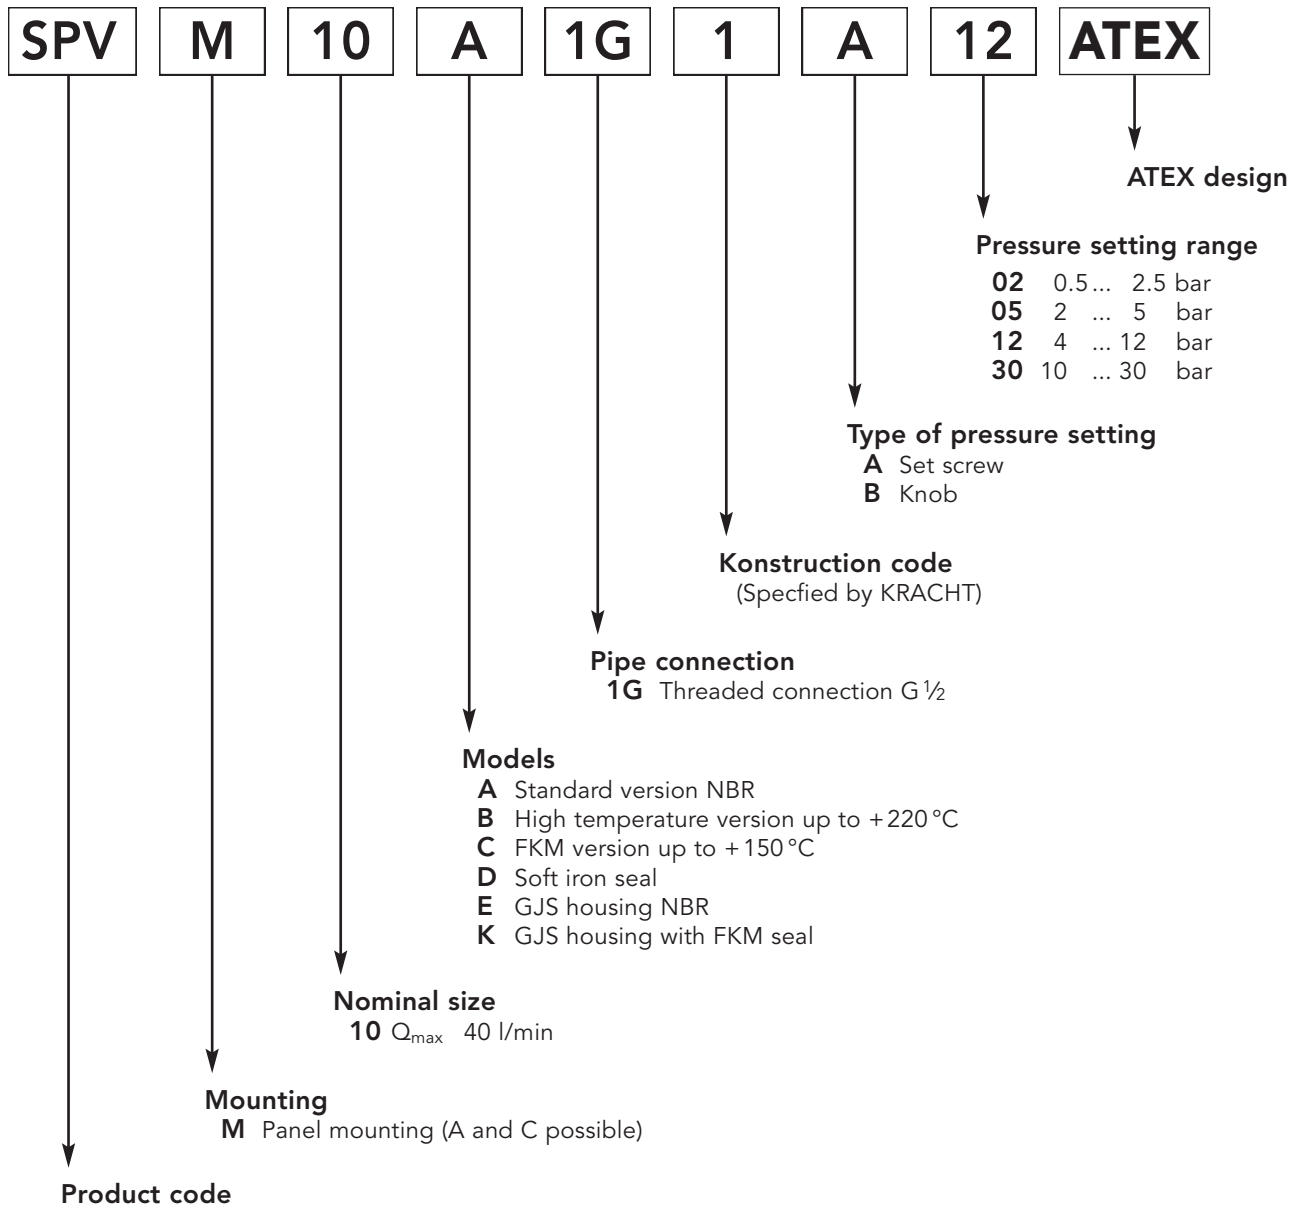 SPV M 10 A 1G 1 A 12 ATEX
ATEX design
Pressure setting range
02 0.5 ... 2.5 bar
05 2 ... 5 bar
12 4 ... 12 bar
30 10 ... 30 bar
Type of pressure setting
A Set screw
B Knob
Konstruction code
(Specfied by KRACHT)
Pipe connection
1G Threaded connection G ½
Models
A Standard version NBR
B High temperature version up to +220 °C
C FKM version up to +150 °C
D Soft iron seal
E GJS housing NBR
K GJS housing with FKM seal
Nominal size
10 Qmax 40 l/min
Mounting
M Panel mounting (A and C possible)
Product code